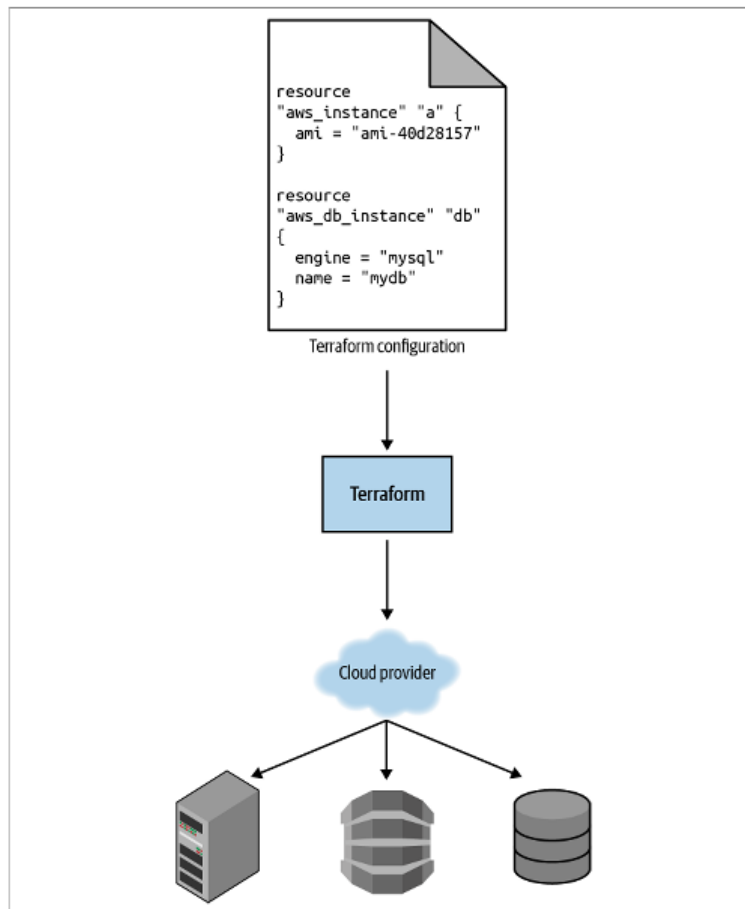 resource
"aws_instance" "a" {
  ami = "ami-40d28157"
}
resource
"aws_db_instance" "db"
{
  engine = "mysql"
  name = "mydb"
}
Terraform configuration
Terraform
Cloud provider